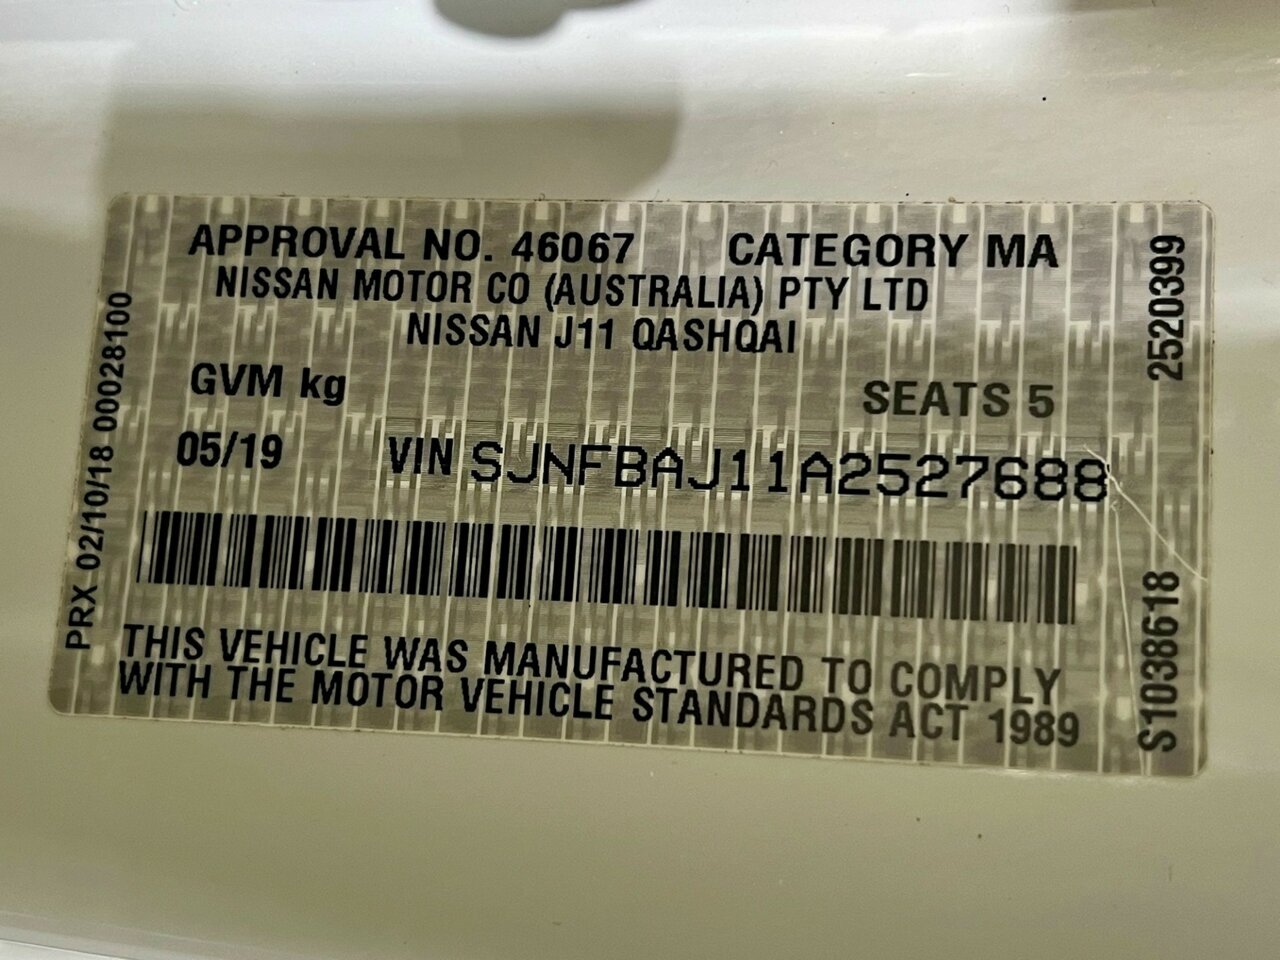 APPROVAL NO. 46067 CATEGORY MA
NISSAN MOTOR CO (AUSTRALIA) PTY LTD
NISSAN J11 QASHQAI
GVM kg SEATS 5
05/19 VIN SJNFBAJ11A2527688
THIS VEHICLE WAS MANUFACTURED TO COMPLY
WITH THE MOTOR VEHICLE STANDARDS ACT 1989
PRX 02/10/18 00028100
S1038618 2520399